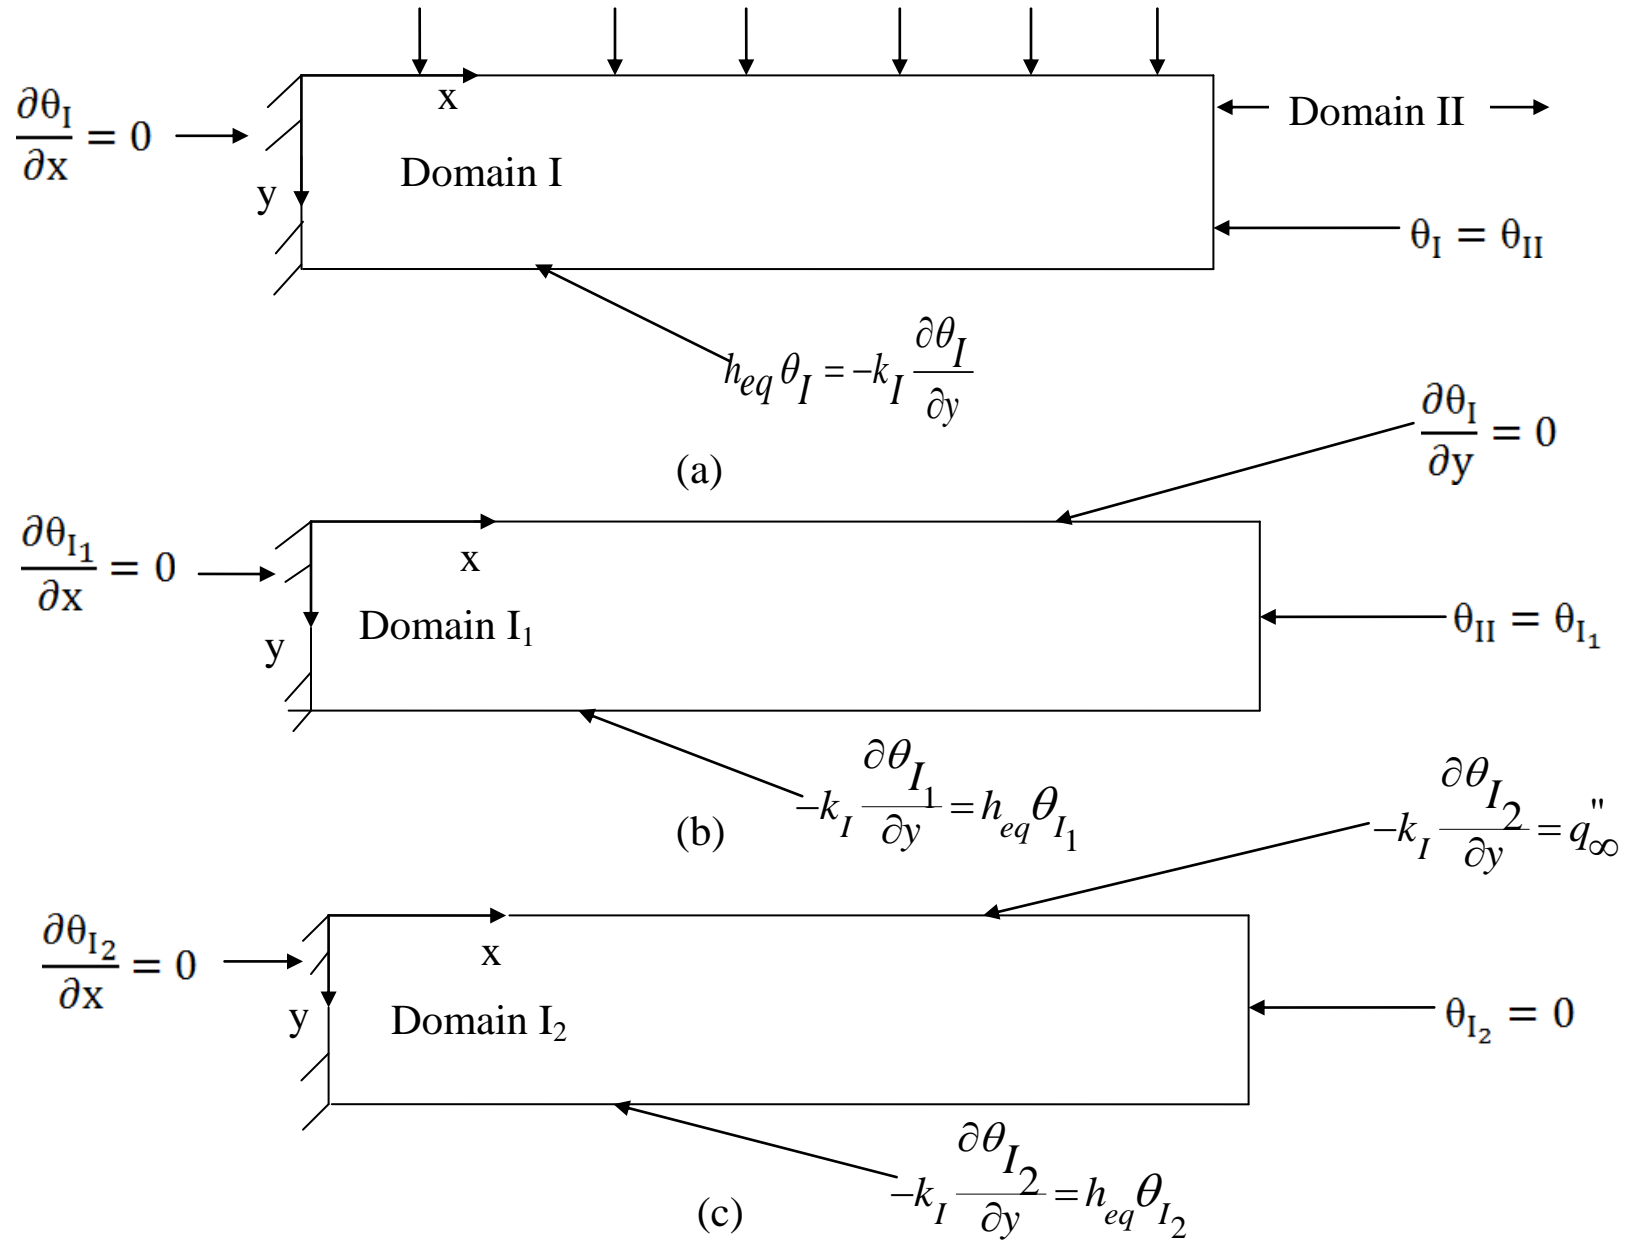 x
∂θ_I/∂x = 0
Domain II
Domain I
y
θ_I = θ_II
h_eq θ_I = −k_I ∂θ_I/∂y
(a)
∂θ_I/∂y = 0
∂θ_I₁/∂x = 0
x
Domain I₁
y
θ_II = θ_I₁
−k_I ∂θ_I₁/∂y = h_eq θ_I₁
(b)
−k_I ∂θ_I₂/∂y = q″_∞
∂θ_I₂/∂x = 0
x
Domain I₂
y
θ_I₂ = 0
−k_I ∂θ_I₂/∂y = h_eq θ_I₂
(c)